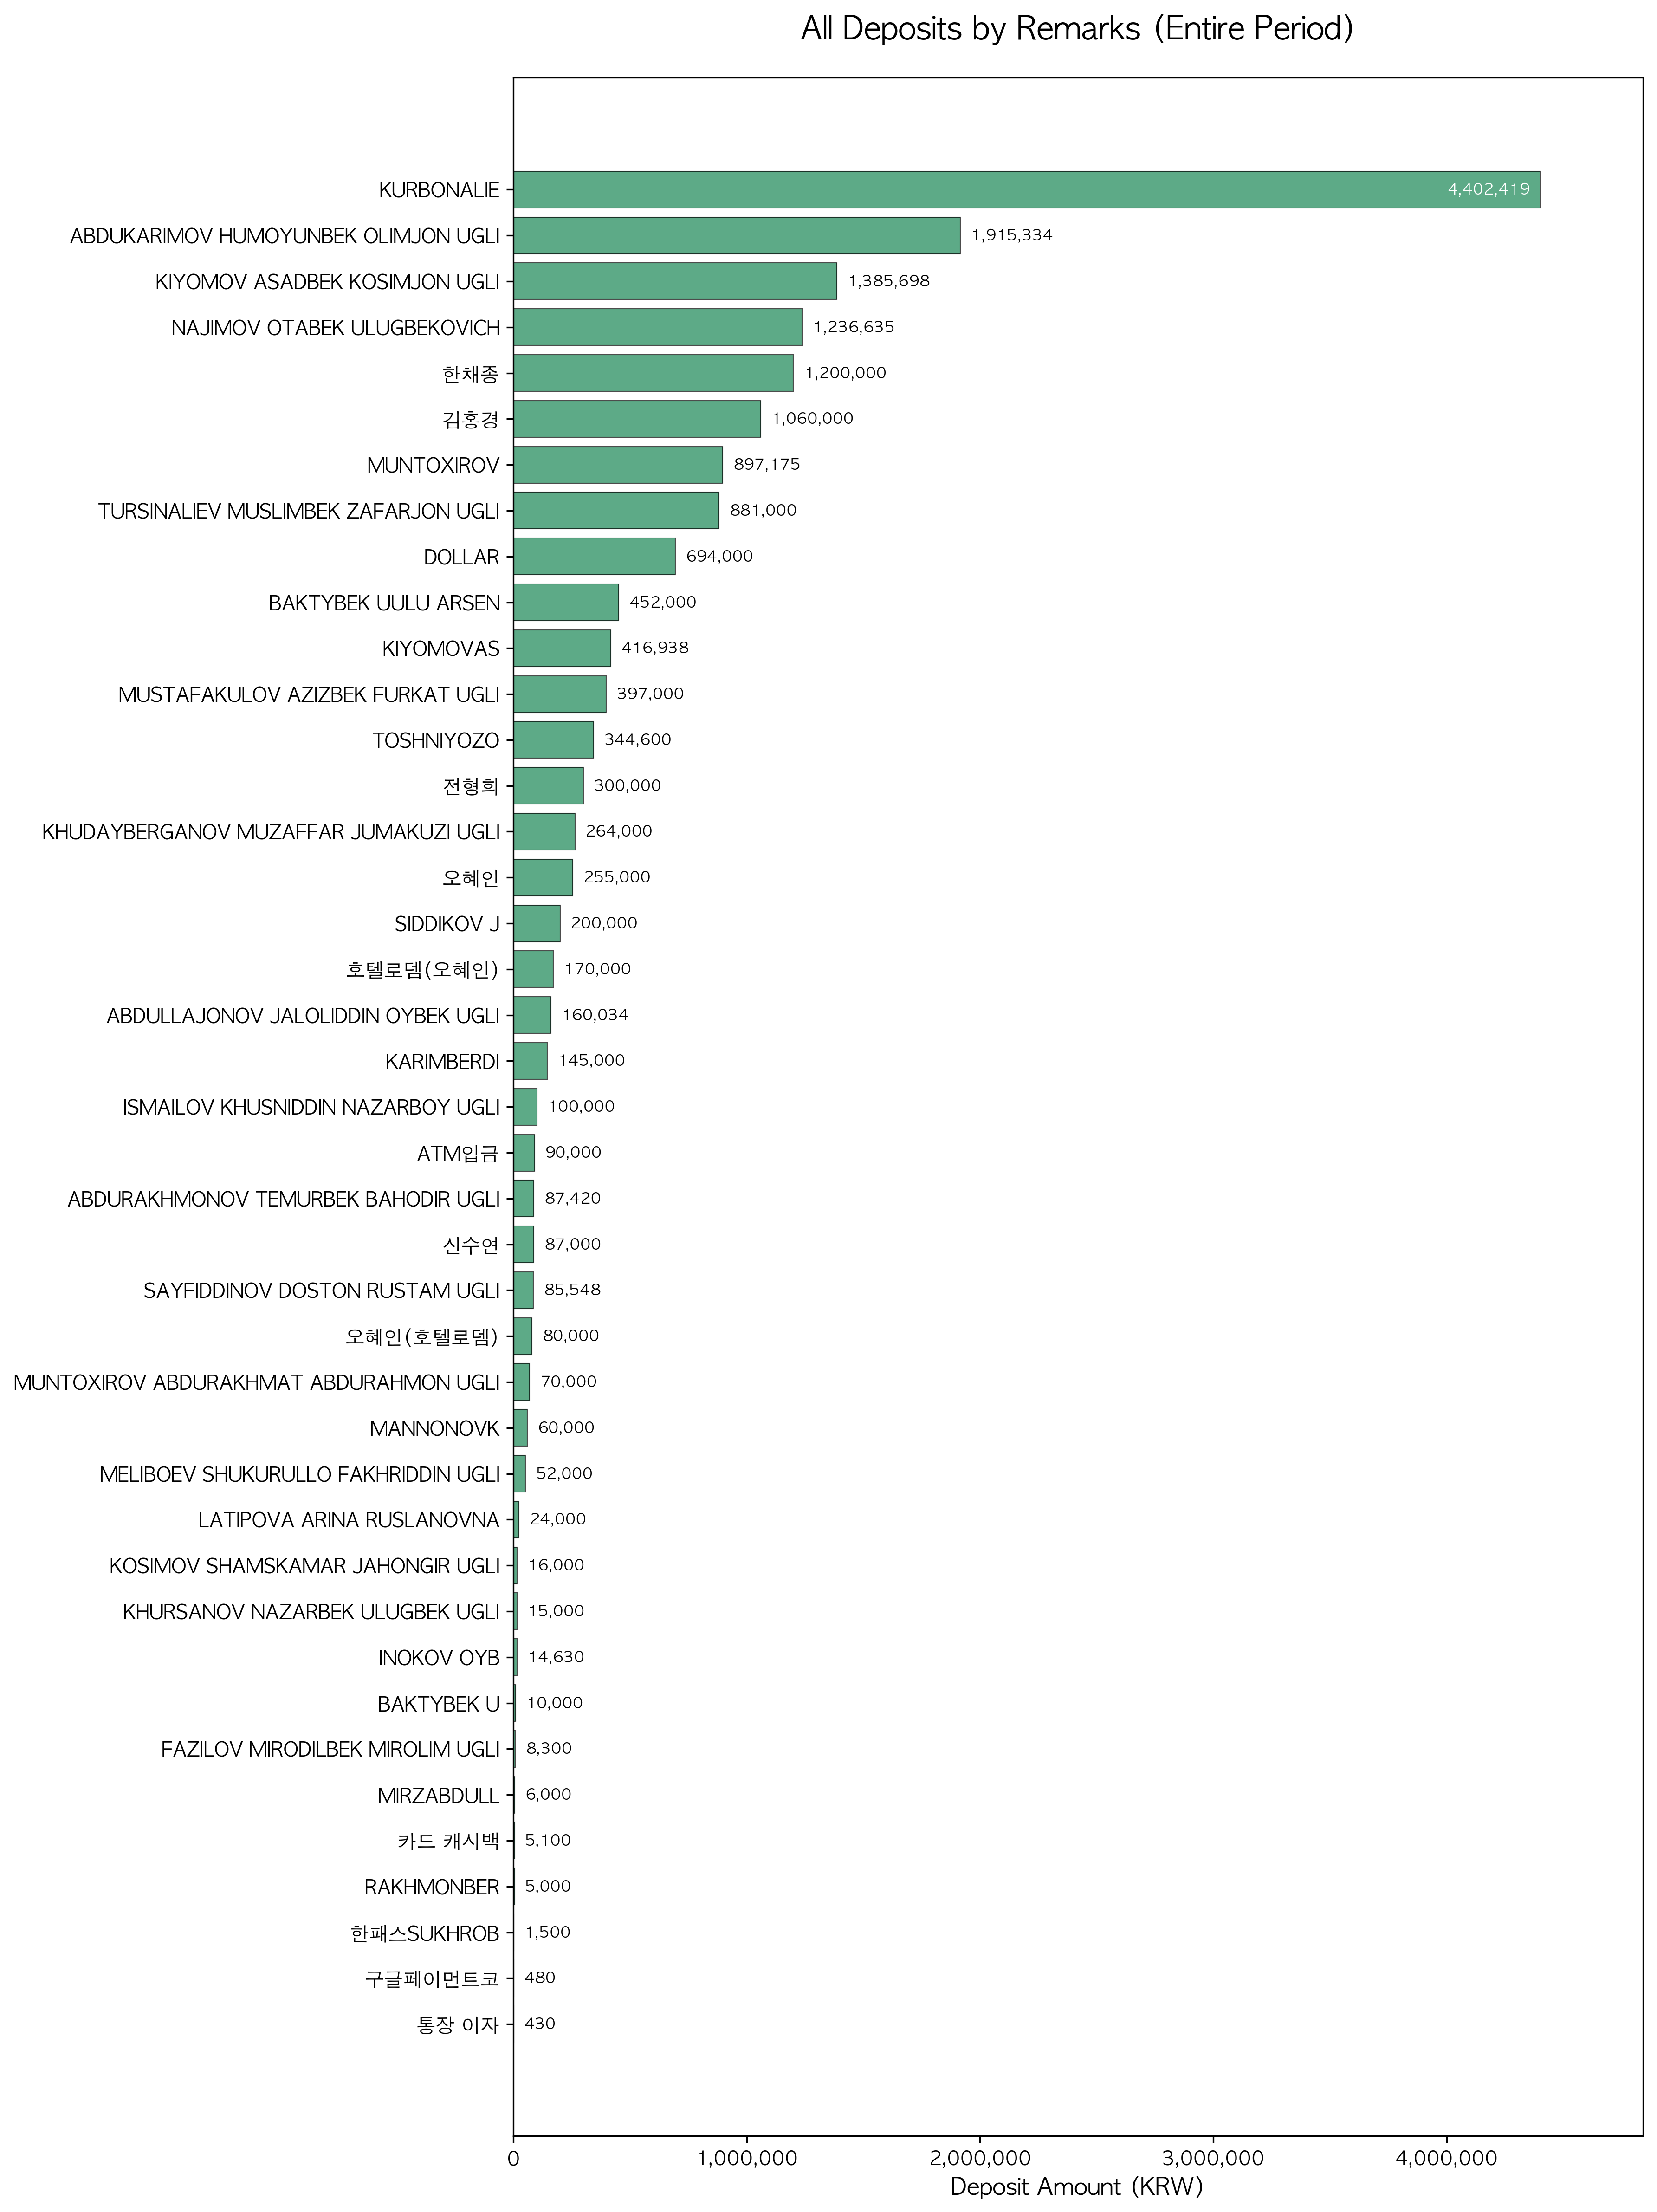 All Deposits by Remarks (Entire Period)
KURBONALIE 4,402,419
ABDUKARIMOV HUMOYUNBEK OLIMJON UGLI 1,915,334
KIYOMOV ASADBEK KOSIMJON UGLI 1,385,698
NAJIMOV OTABEK ULUGBEKOVICH 1,236,635
한채종 1,200,000
김홍경 1,060,000
MUNTOXIROV 897,175
TURSINALIEV MUSLIMBEK ZAFARJON UGLI 881,000
DOLLAR 694,000
BAKTYBEK UULU ARSEN 452,000
KIYOMOVAS 416,938
MUSTAFAKULOV AZIZBEK FURKAT UGLI 397,000
TOSHNIYOZO 344,600
전형희 300,000
KHUDAYBERGANOV MUZAFFAR JUMAKUZI UGLI 264,000
오혜인 255,000
SIDDIKOV J 200,000
호텔로뎀(오혜인) 170,000
ABDULLAJONOV JALOLIDDIN OYBEK UGLI 160,034
KARIMBERDI 145,000
ISMAILOV KHUSNIDDIN NAZARBOY UGLI 100,000
ATM입금 90,000
ABDURAKHMONOV TEMURBEK BAHODIR UGLI 87,420
신수연 87,000
SAYFIDDINOV DOSTON RUSTAM UGLI 85,548
오혜인(호텔로뎀) 80,000
MUNTOXIROV ABDURAKHMAT ABDURAHMON UGLI 70,000
MANNONOVK 60,000
MELIBOEV SHUKURULLO FAKHRIDDIN UGLI 52,000
LATIPOVA ARINA RUSLANOVNA 24,000
KOSIMOV SHAMSKAMAR JAHONGIR UGLI 16,000
KHURSANOV NAZARBEK ULUGBEK UGLI 15,000
INOKOV OYB 14,630
BAKTYBEK U 10,000
FAZILOV MIRODILBEK MIROLIM UGLI 8,300
MIRZABDULL 6,000
카드 캐시백 5,100
RAKHMONBER 5,000
한패스SUKHROB 1,500
구글페이먼트코 480
통장 이자 430
0 1,000,000 2,000,000 3,000,000 4,000,000
Deposit Amount (KRW)